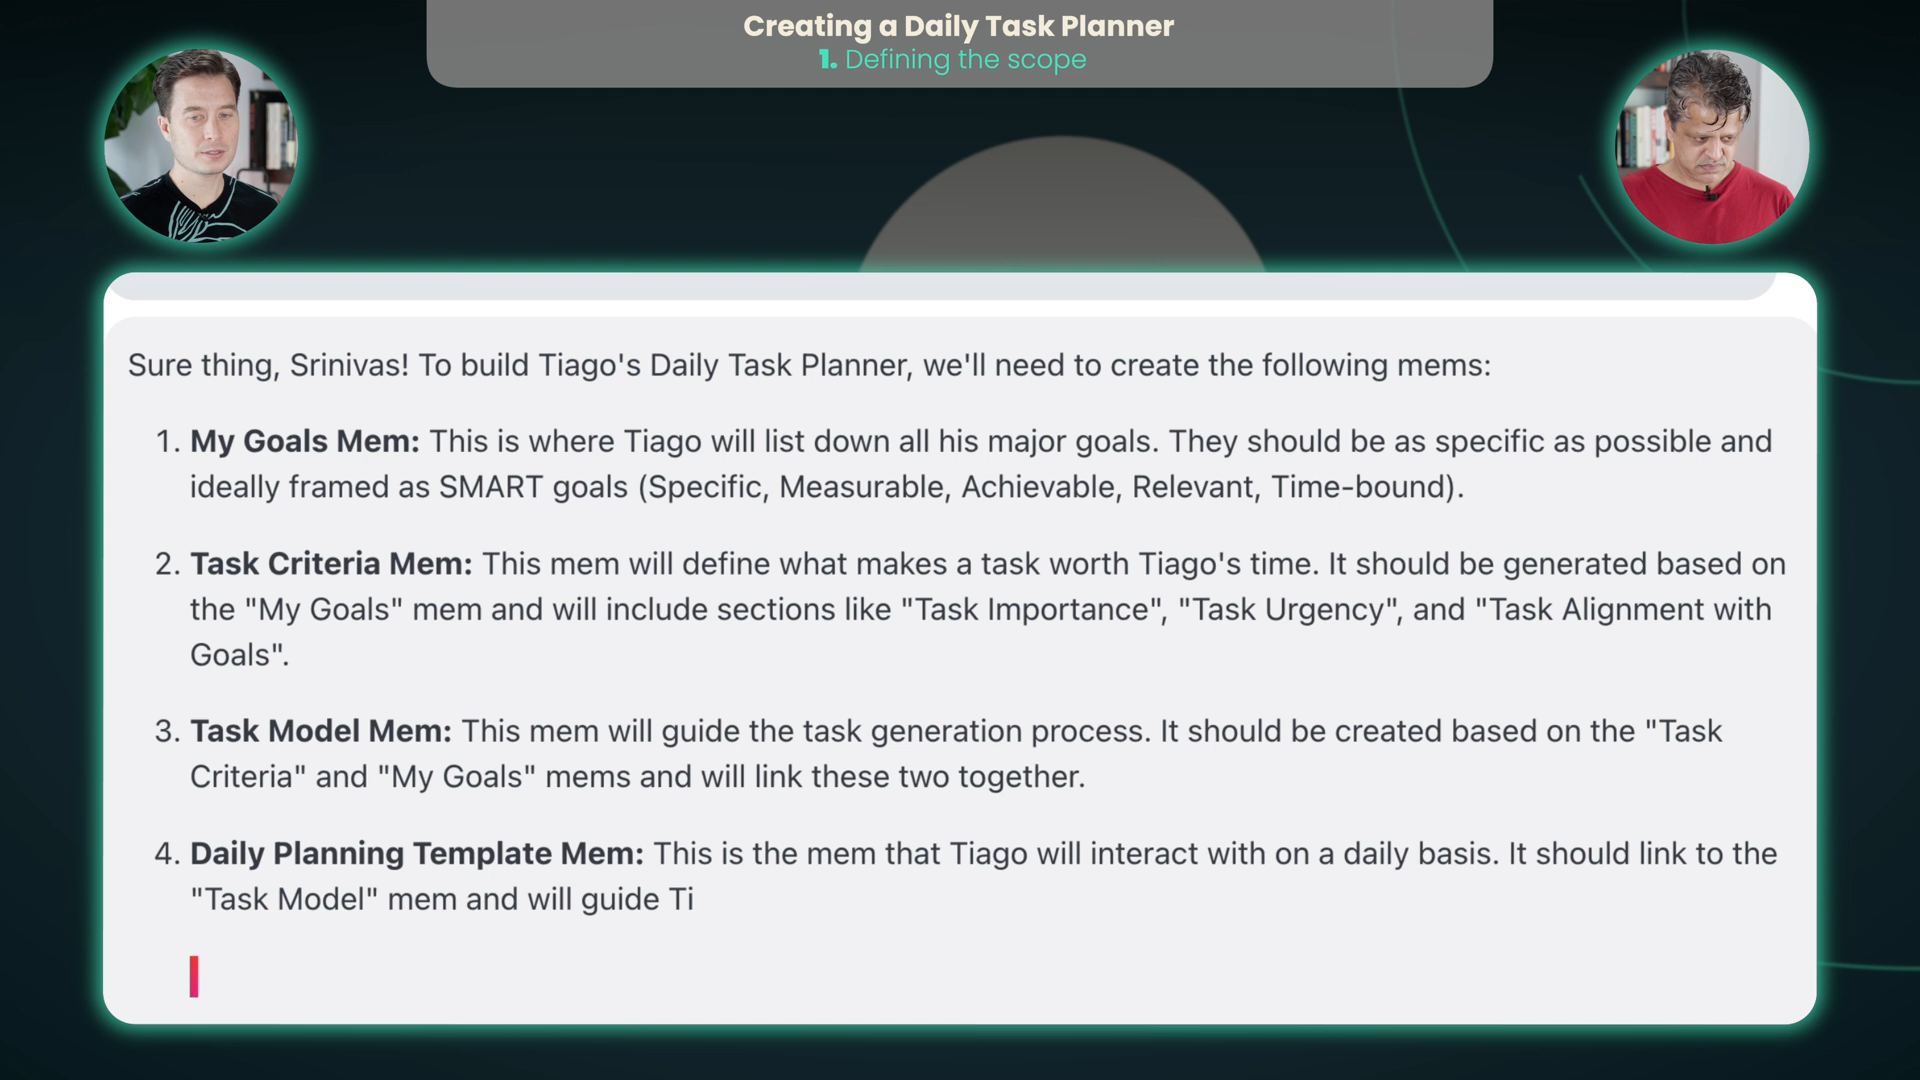 Creating a Daily Task Planner
1. Defining the scope
Sure thing, Srinivas! To build Tiago's Daily Task Planner, we'll need to create the following mems:
1. My Goals Mem: This is where Tiago will list down all his major goals. They should be as specific as possible and
ideally framed as SMART goals (Specific, Measurable, Achievable, Relevant, Time-bound).
2. Task Criteria Mem: This mem will define what makes a task worth Tiago's time. It should be generated based on
the "My Goals" mem and will include sections like "Task Importance", "Task Urgency", and "Task Alignment with
Goals".
3. Task Model Mem: This mem will guide the task generation process. It should be created based on the "Task
Criteria" and "My Goals" mems and will link these two together.
4. Daily Planning Template Mem: This is the mem that Tiago will interact with on a daily basis. It should link to the
"Task Model" mem and will guide Ti